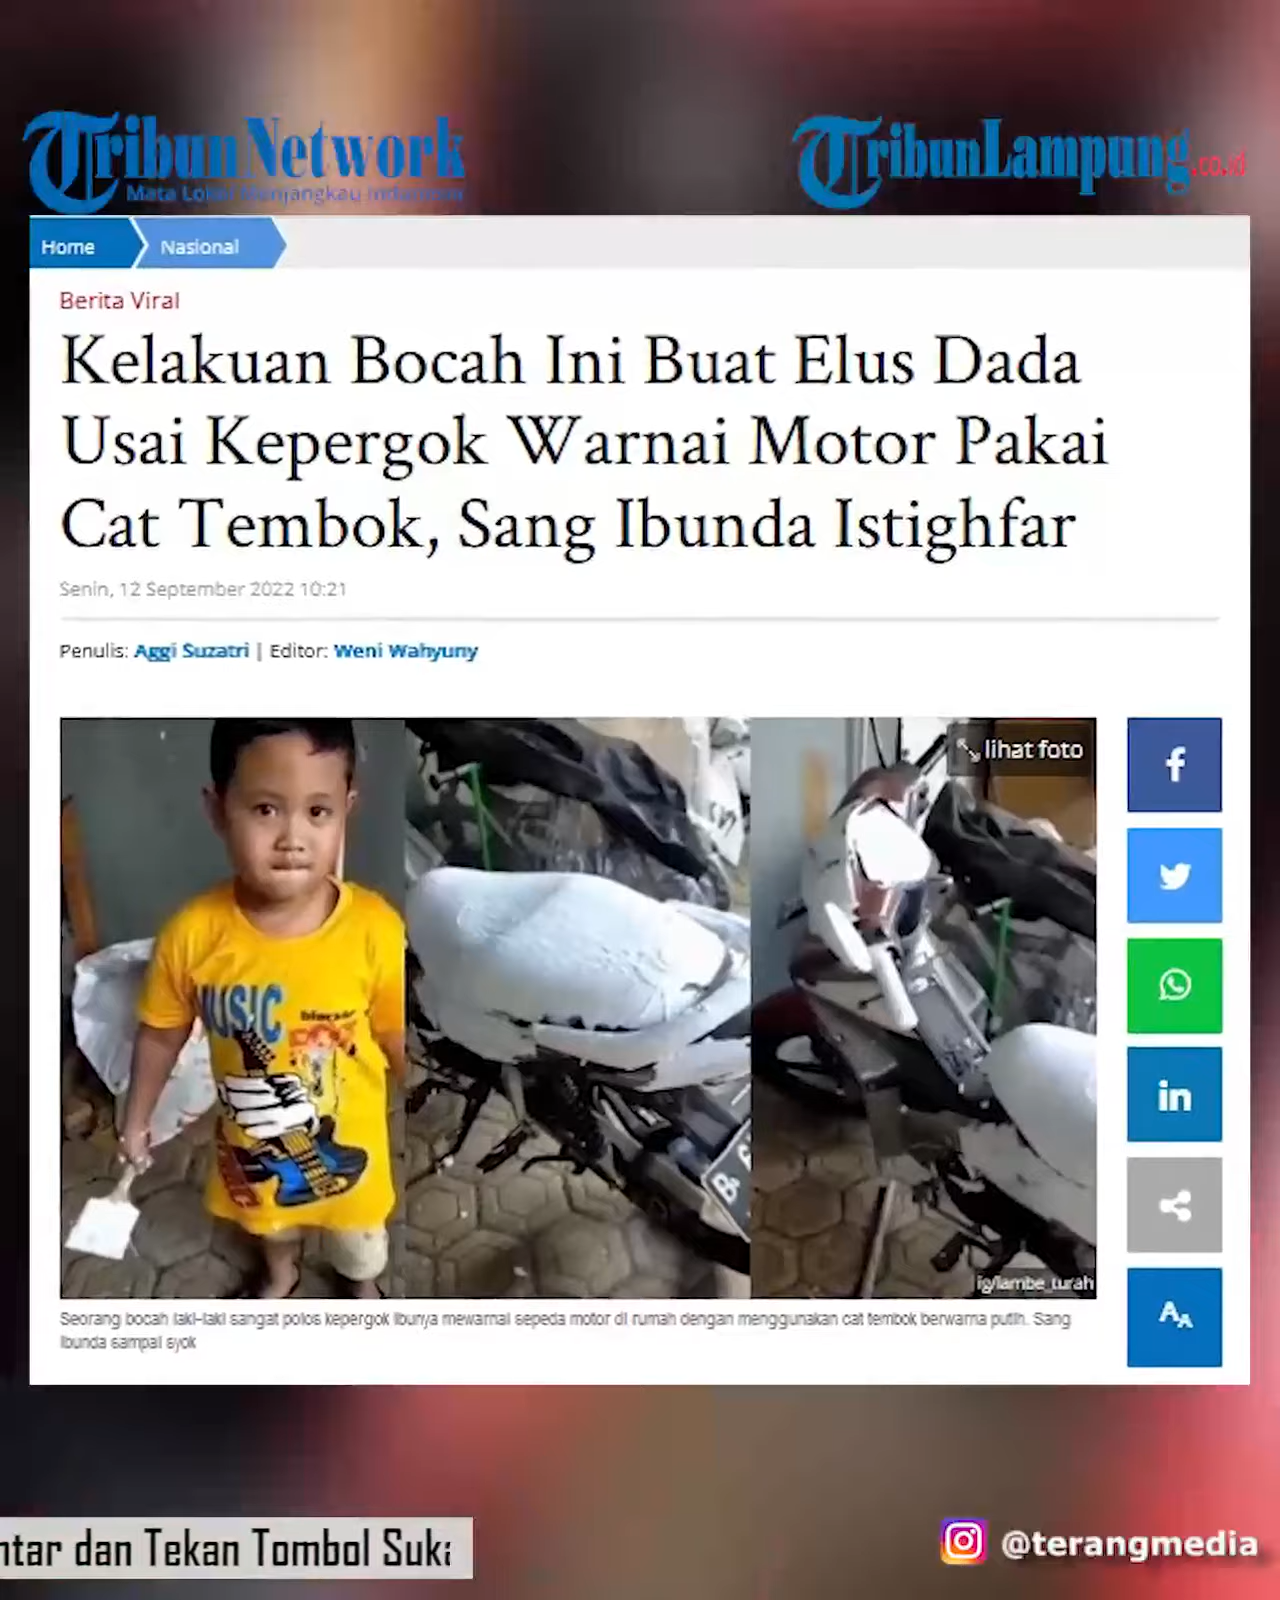 TribunNetwork
Mata Lokal Menjangkau Indonesia
TribunLampung.co.id
Home
Nasional
Berita Viral
Kelakuan Bocah Ini Buat Elus Dada
Usai Kepergok Warnai Motor Pakai
Cat Tembok, Sang Ibunda Istighfar
Senin, 12 September 2022 10:21
Penulis: Aggi Suzatri | Editor: Weni Wahyuny
lihat foto
MUSIC
ig/lambe_turah
Seorang bocah laki-laki sangat polos kepergok ibunya mewarnai sepeda motor di rumah dengan menggunakan cat tembok berwarna putih. Sang
Ibunda sampai syok
f
in
AA
ntar dan Tekan Tombol Suka
@terangmedia